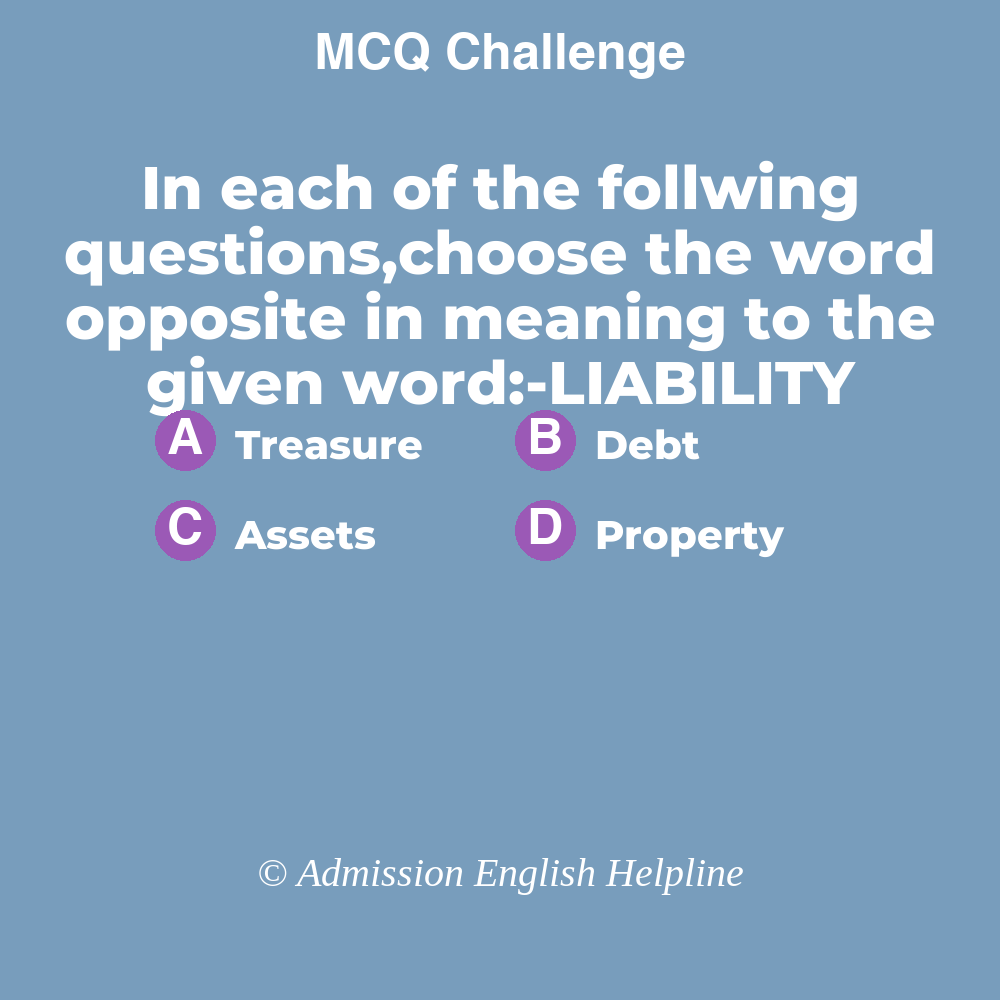 MCQ Challenge
In each of the follwing
questions,choose the word
opposite in meaning to the
given word:-LIABILITY
A Treasure B Debt
C Assets D Property
© Admission English Helpline